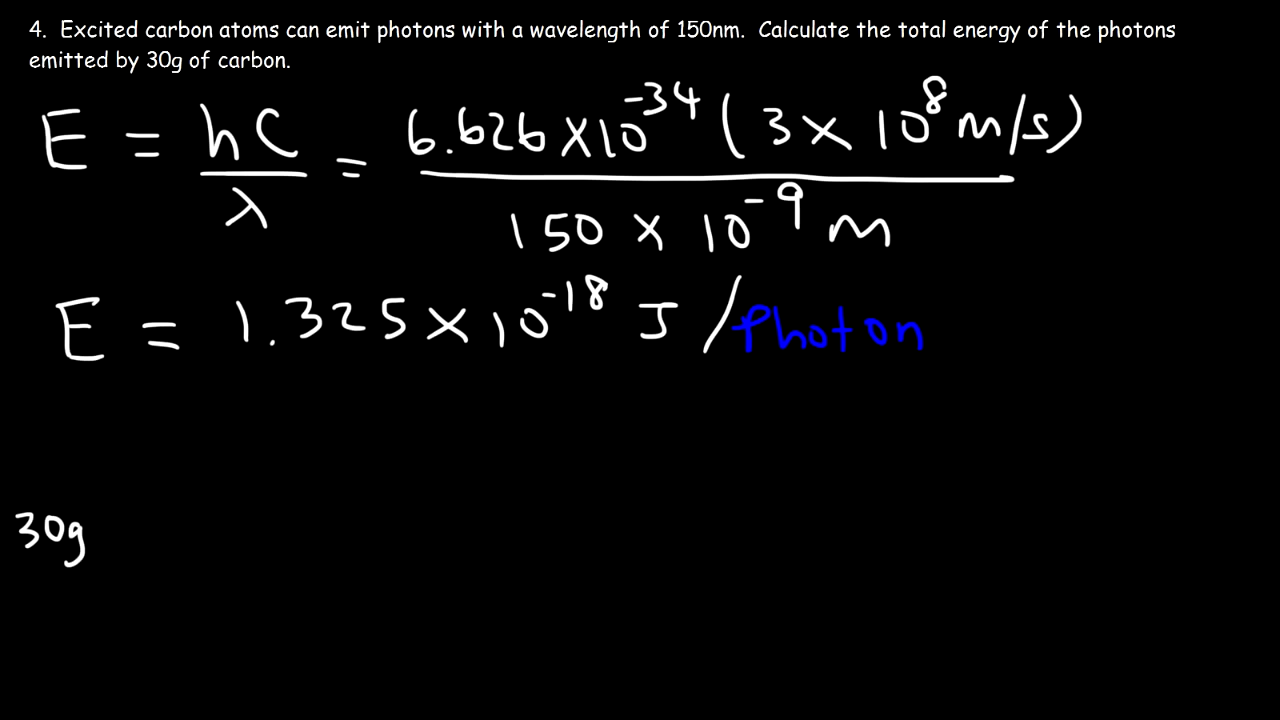 4. Excited carbon atoms can emit photons with a wavelength of 150nm. Calculate the total energy of the photons
emitted by 30g of carbon.
E = hC/λ = 6.626×10⁻³⁴ (3 × 10⁸ m/s) / 150 × 10⁻⁹ m
E = 1.325×10⁻¹⁸ J / Photon
30g